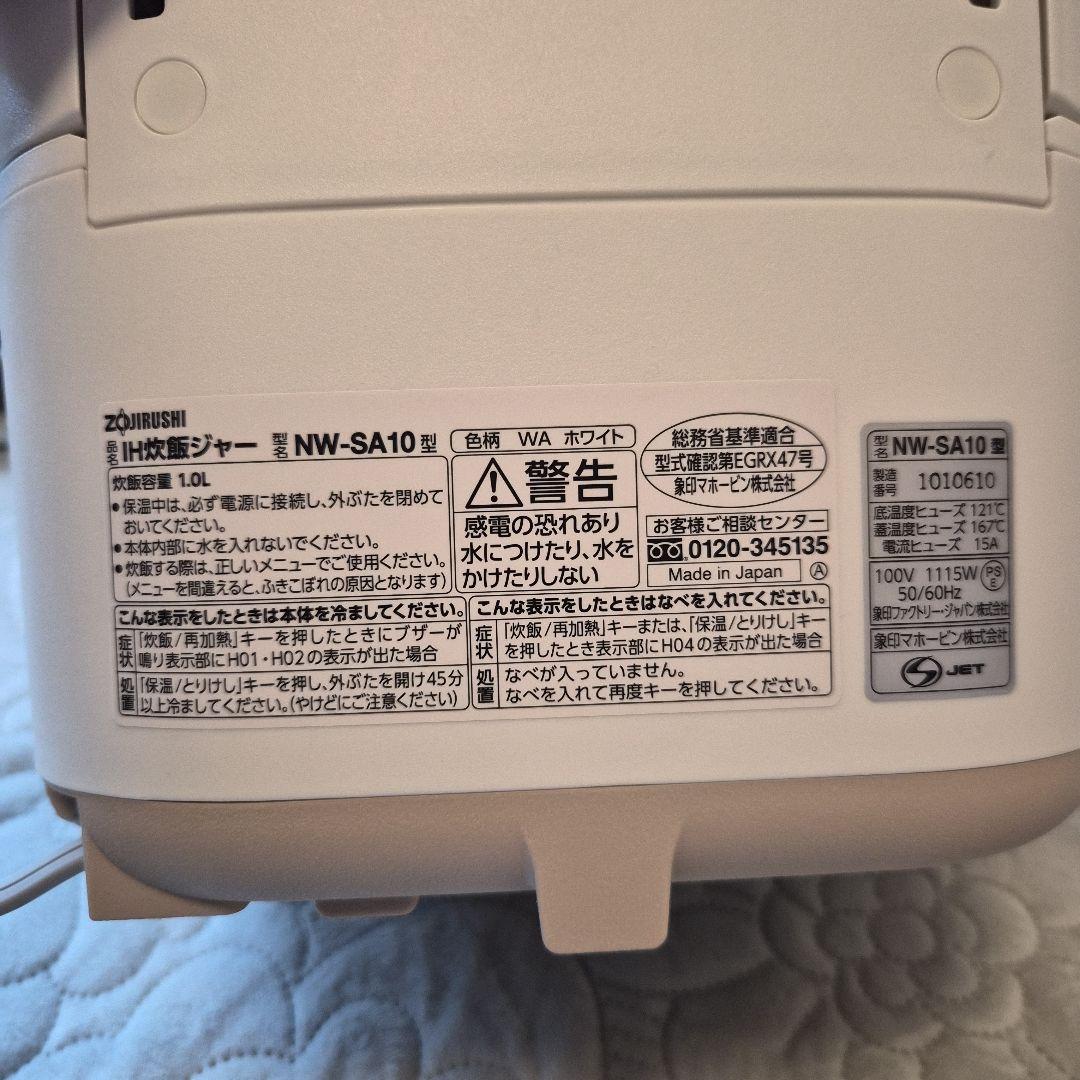 ZOJIRUSHI
品名 IH炊飯ジャー 型名 NW-SA10型
炊飯容量 1.0L
•保温中は、必ず電源に接続し、外ぶたを閉めて
おいてください。
•本体内部に水を入れないでください。
•炊飯する際は、正しいメニューでご使用ください。
(メニューを間違えると、ふきこぼれの原因となります)
色柄 WA ホワイト
警告
感電の恐れあり
水につけたり、水を
かけたりしない
総務省基準適合
型式確認第EGRX47号
象印マホービン株式会社
お客様ご相談センター
0120-345135
Made in Japan Ⓐ
こんな表示をしたときは本体を冷ましてください。
症状 「炊飯/再加熱」キーを押したときにブザーが
鳴り表示部にH01・H02の表示が出た場合
処置 「保温/とりけし」キーを押し、外ぶたを開け45分
以上冷ましてください。(やけどにご注意ください)
こんな表示をしたときはなべを入れてください。
症状 「炊飯/再加熱」キーまたは、「保温/とりけし」キー
を押したとき表示部にH04の表示が出た場合
処置 なべが入っていません。
なべを入れて再度キーを押してください。
型名 NW-SA10型
製造番号 1010610
底温度ヒューズ 121℃
蓋温度ヒューズ 167℃
電流ヒューズ 15A
100V 1115W PSE
50/60Hz
象印ファクトリー・ジャパン株式会社
象印マホービン株式会社
JET